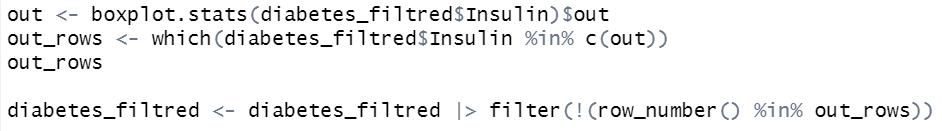 out <- boxplot.stats(diabetes_filtred$Insulin)$out
out_rows <- which(diabetes_filtred$Insulin %in% c(out))
out_rows
diabetes_filtred <- diabetes_filtred |> filter(!(row_number() %in% out_rows))